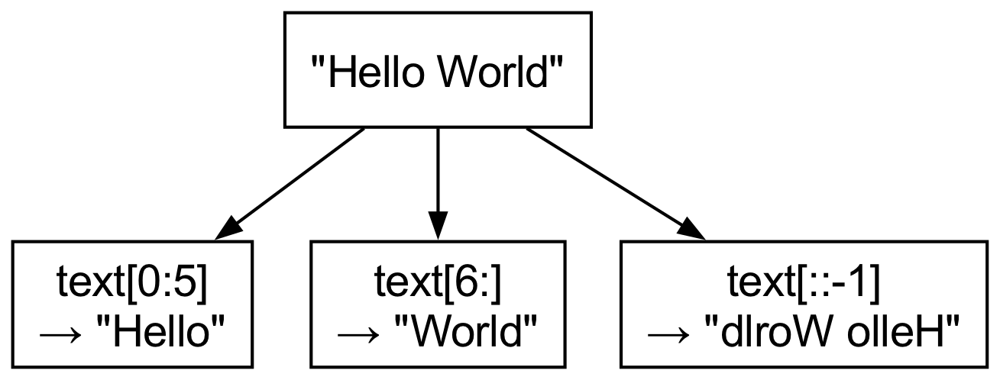 "Hello World"
text[0:5]
→ "Hello"
text[6:]
→ "World"
text[::-1]
→ "dlroW olleH"